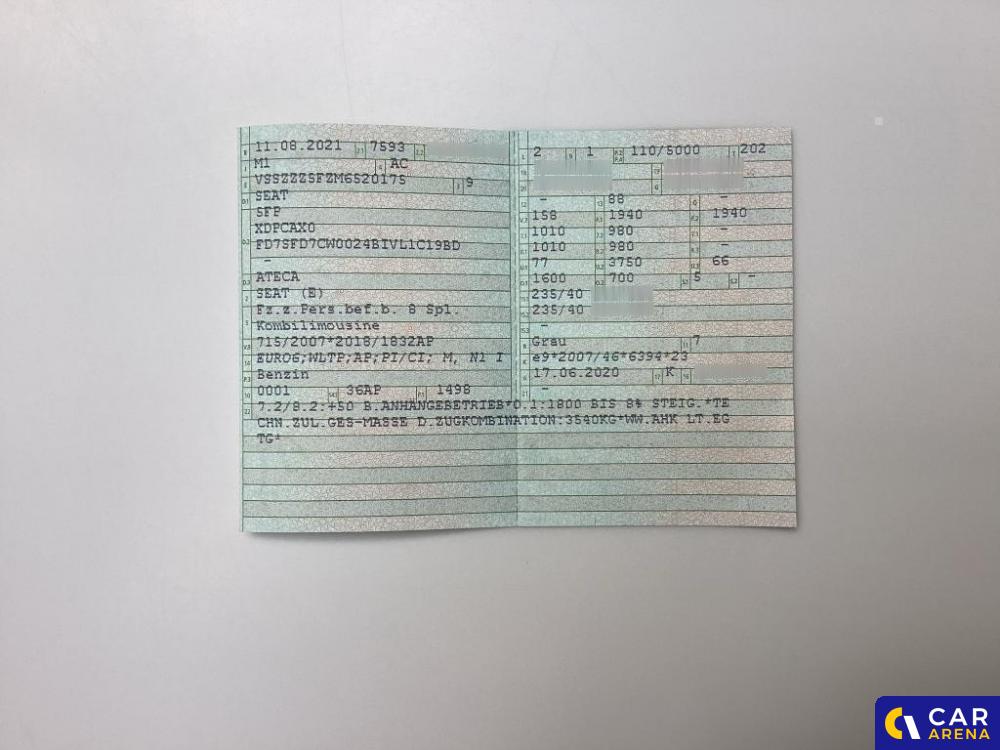 11.08.2021 7593
M1 AC
VSSZZZ5FZM6520175 9
SEAT
5FP
XDPCAX0
FD7SFD7CW0024BIVL1C19BD
-
ATECA
SEAT (E)
Fz.z.Pers.bef.b. 8 Spl.
Kombilimousine
715/2007*2018/1832AP
EURO6;WLTP;AP;PI/CI; M, N1 I
Benzin
0001 36AP 1498
2 1 110/5000 202
- 88 -
158 1940 1940
1010 980 -
1010 980 -
77 3750 66
1600 700 5 -
235/40
235/40
-
Grau 7
e9*2007/46*6394*23
17.06.2020 K
-
7.2/8.2:+50 B.ANHÄNGEBETRIEB*O.1:1800 BIS 8% STEIG.*TE
CHN.ZUL.GES-MASSE D.ZUGKOMBINATION:3540KG*WW.AHK LT.EG
TG*
CAR
ARENA